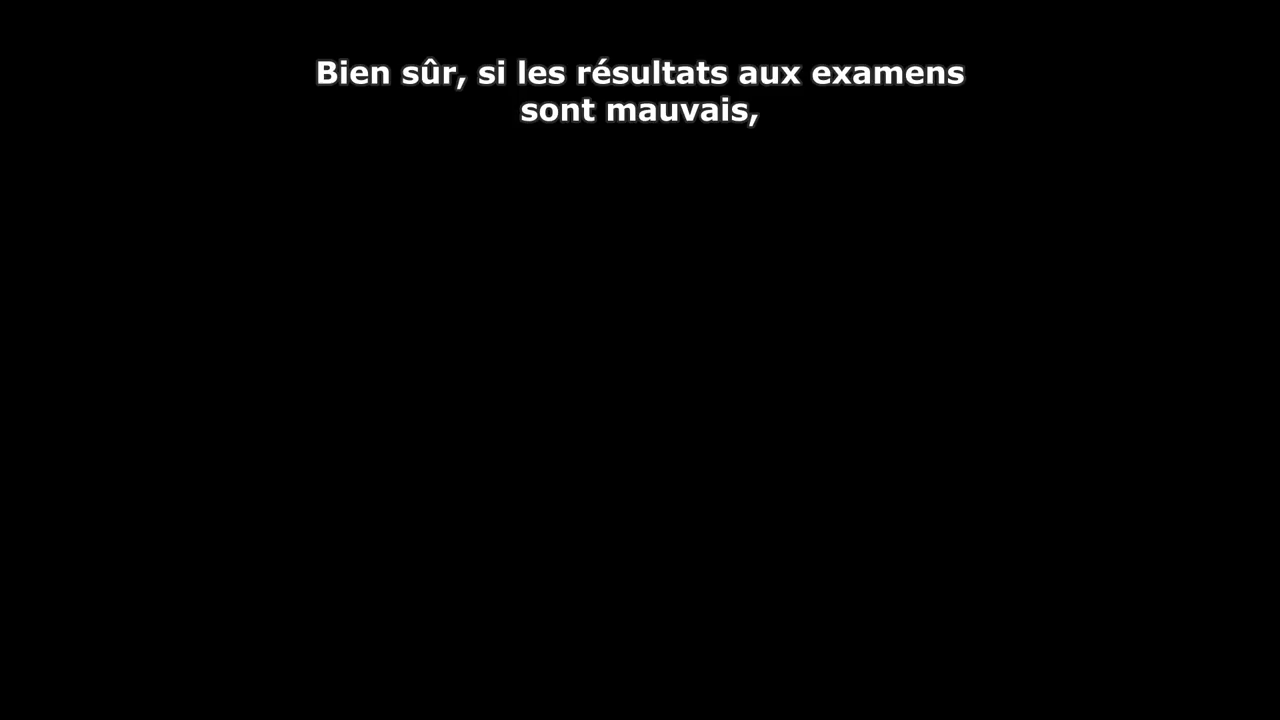 Bien sûr, si les résultats aux examens
sont mauvais,